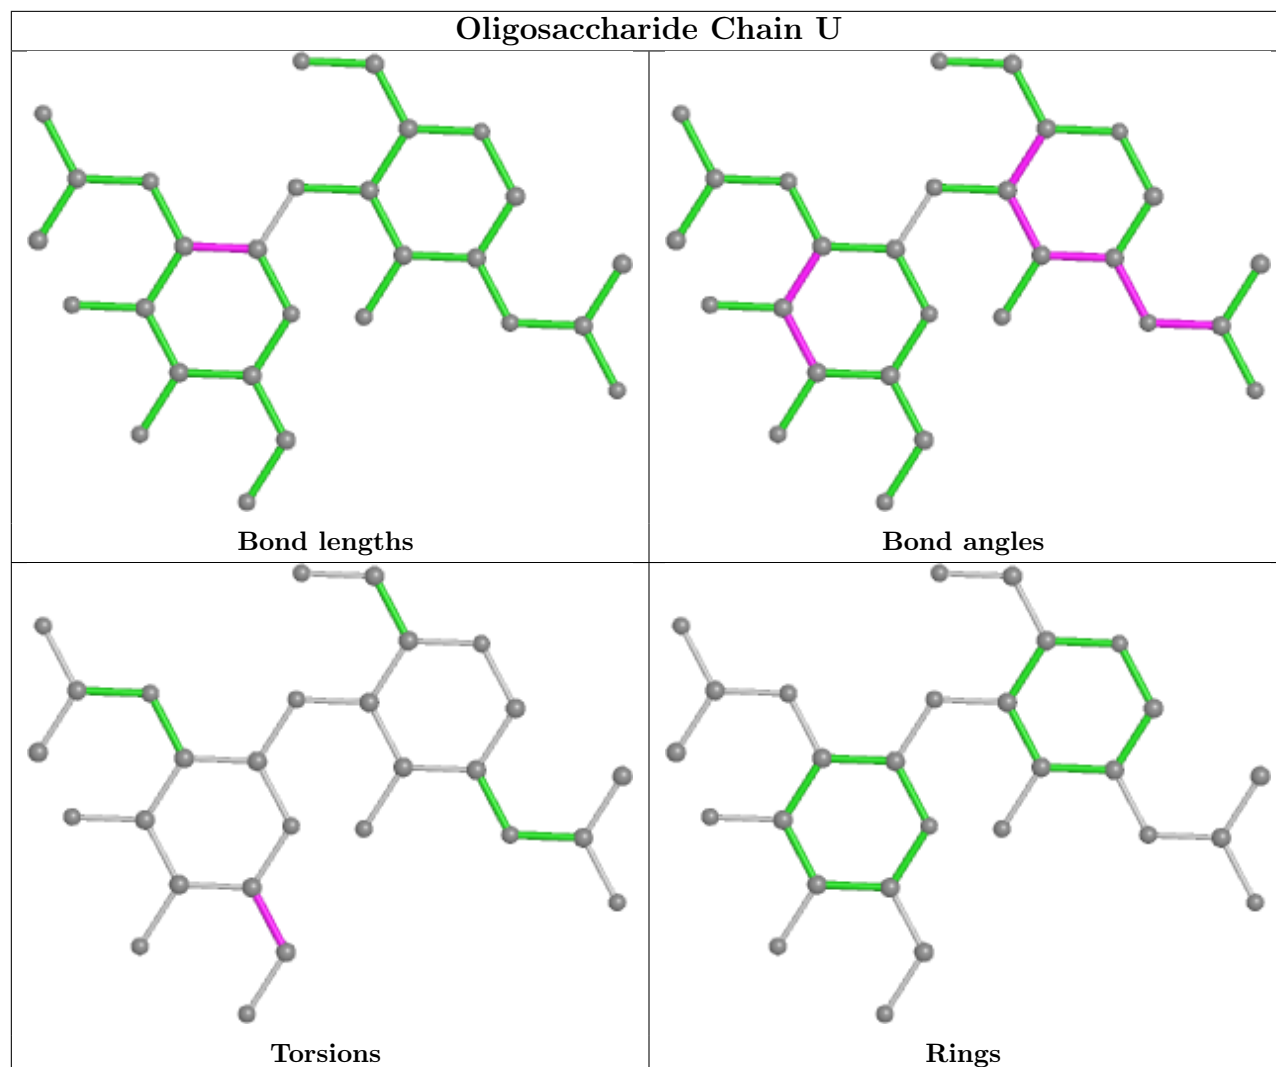 Oligosaccharide Chain U
Bond lengths
Bond angles
Torsions
Rings